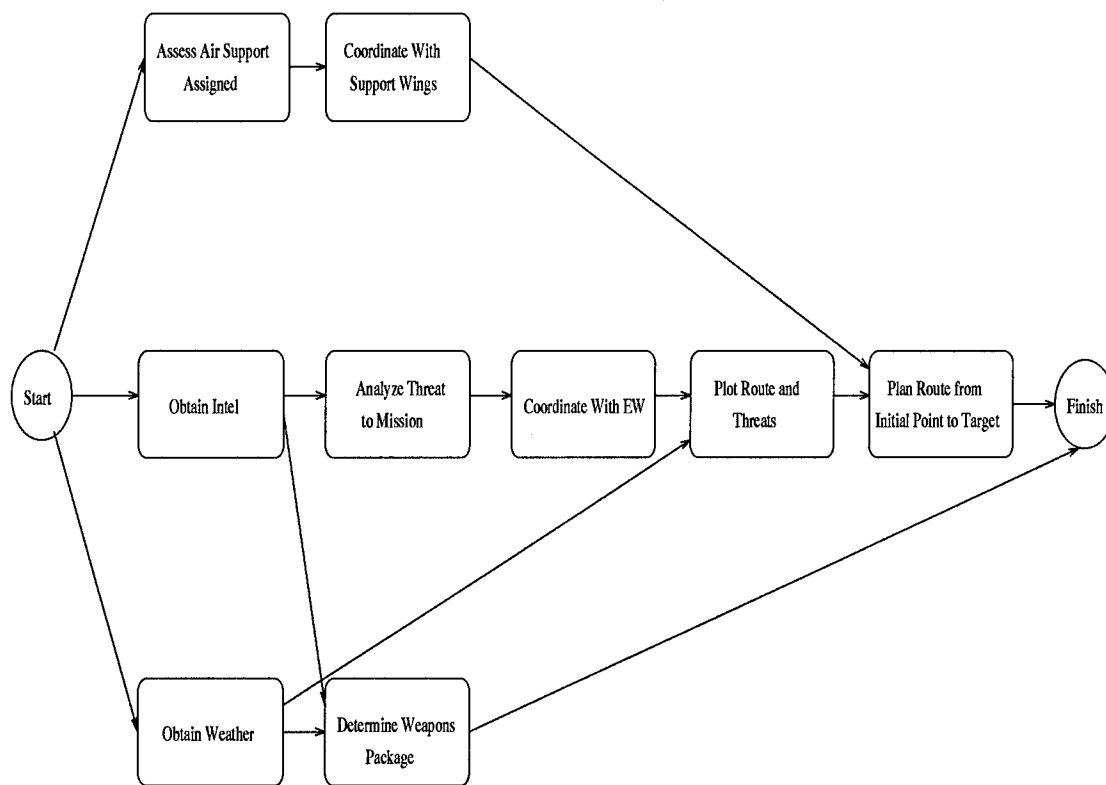 Assess Air Support
Assigned
Coordinate With
Support Wings
Start
Obtain Intel
Analyze Threat
to Mission
Coordinate With EW
Plot Route and
Threats
Plan Route from
Initial Point to Target
Finish
Obtain Weather
Determine Weapons
Package